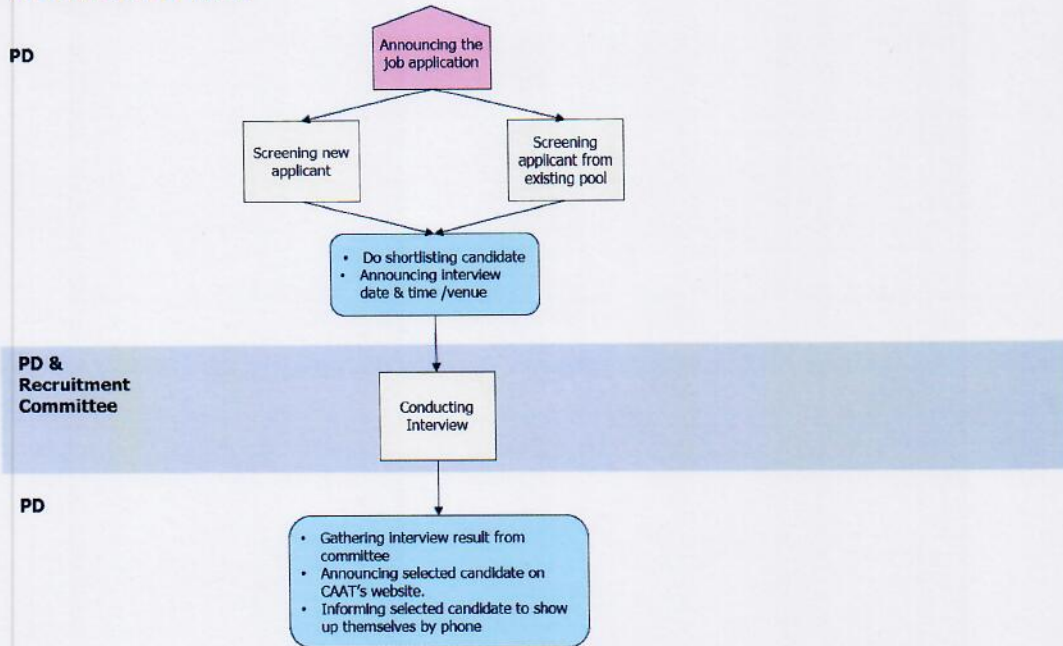 PD
Announcing the
job application
Screening new
applicant
Screening
applicant from
existing pool
• Do shortlisting candidate
• Announcing interview
date & time /venue
PD &
Recruitment
Committee
Conducting
Interview
PD
• Gathering interview result from
committee
• Announcing selected candidate on
CAAT's website.
• Informing selected candidate to show
up themselves by phone